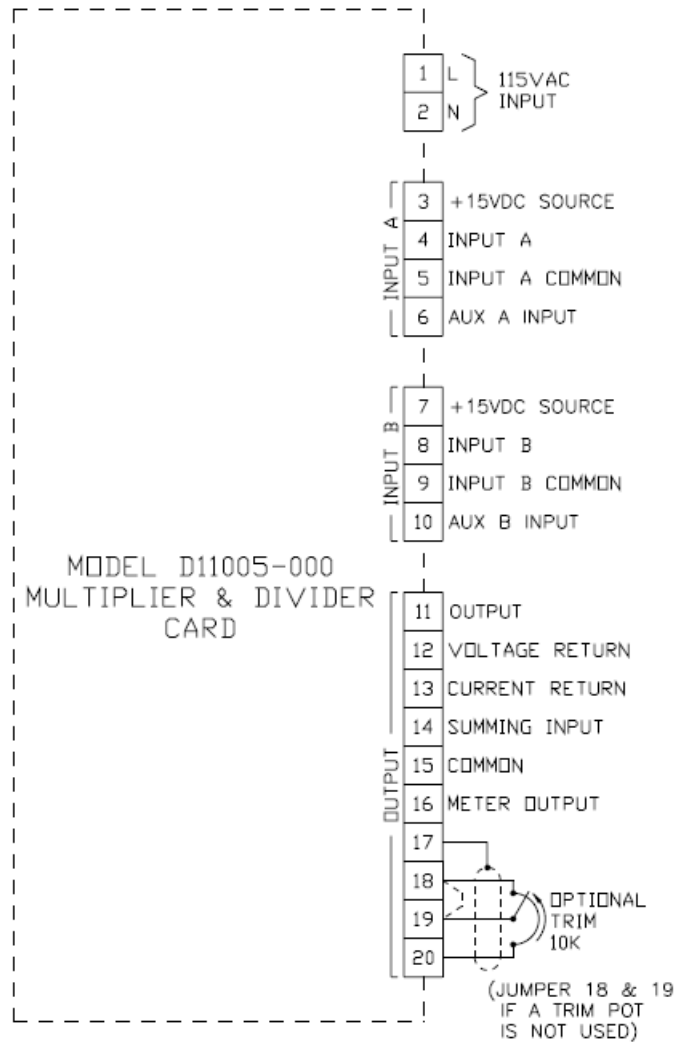 1 L
2 N
115VAC
INPUT
INPUT A
3 +15VDC SOURCE
4 INPUT A
5 INPUT A COMMON
6 AUX A INPUT
INPUT B
7 +15VDC SOURCE
8 INPUT B
9 INPUT B COMMON
10 AUX B INPUT
MODEL D11005-000
MULTIPLIER & DIVIDER
CARD
OUTPUT
11 OUTPUT
12 VOLTAGE RETURN
13 CURRENT RETURN
14 SUMMING INPUT
15 COMMON
16 METER OUTPUT
17
18
19
20
OPTIONAL
TRIM
10K
(JUMPER 18 & 19
IF A TRIM POT
IS NOT USED)